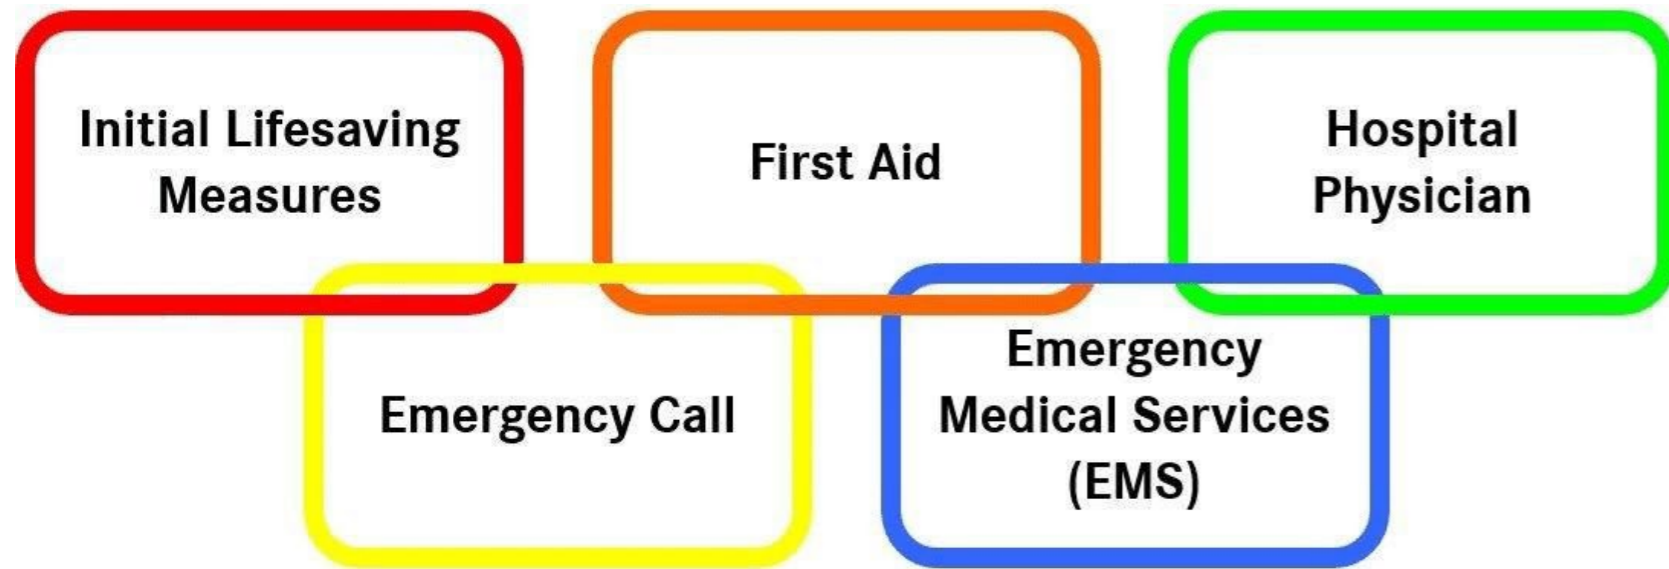 Initial Lifesaving
Measures
Emergency Call
First Aid
Emergency
Medical Services
(EMS)
Hospital
Physician